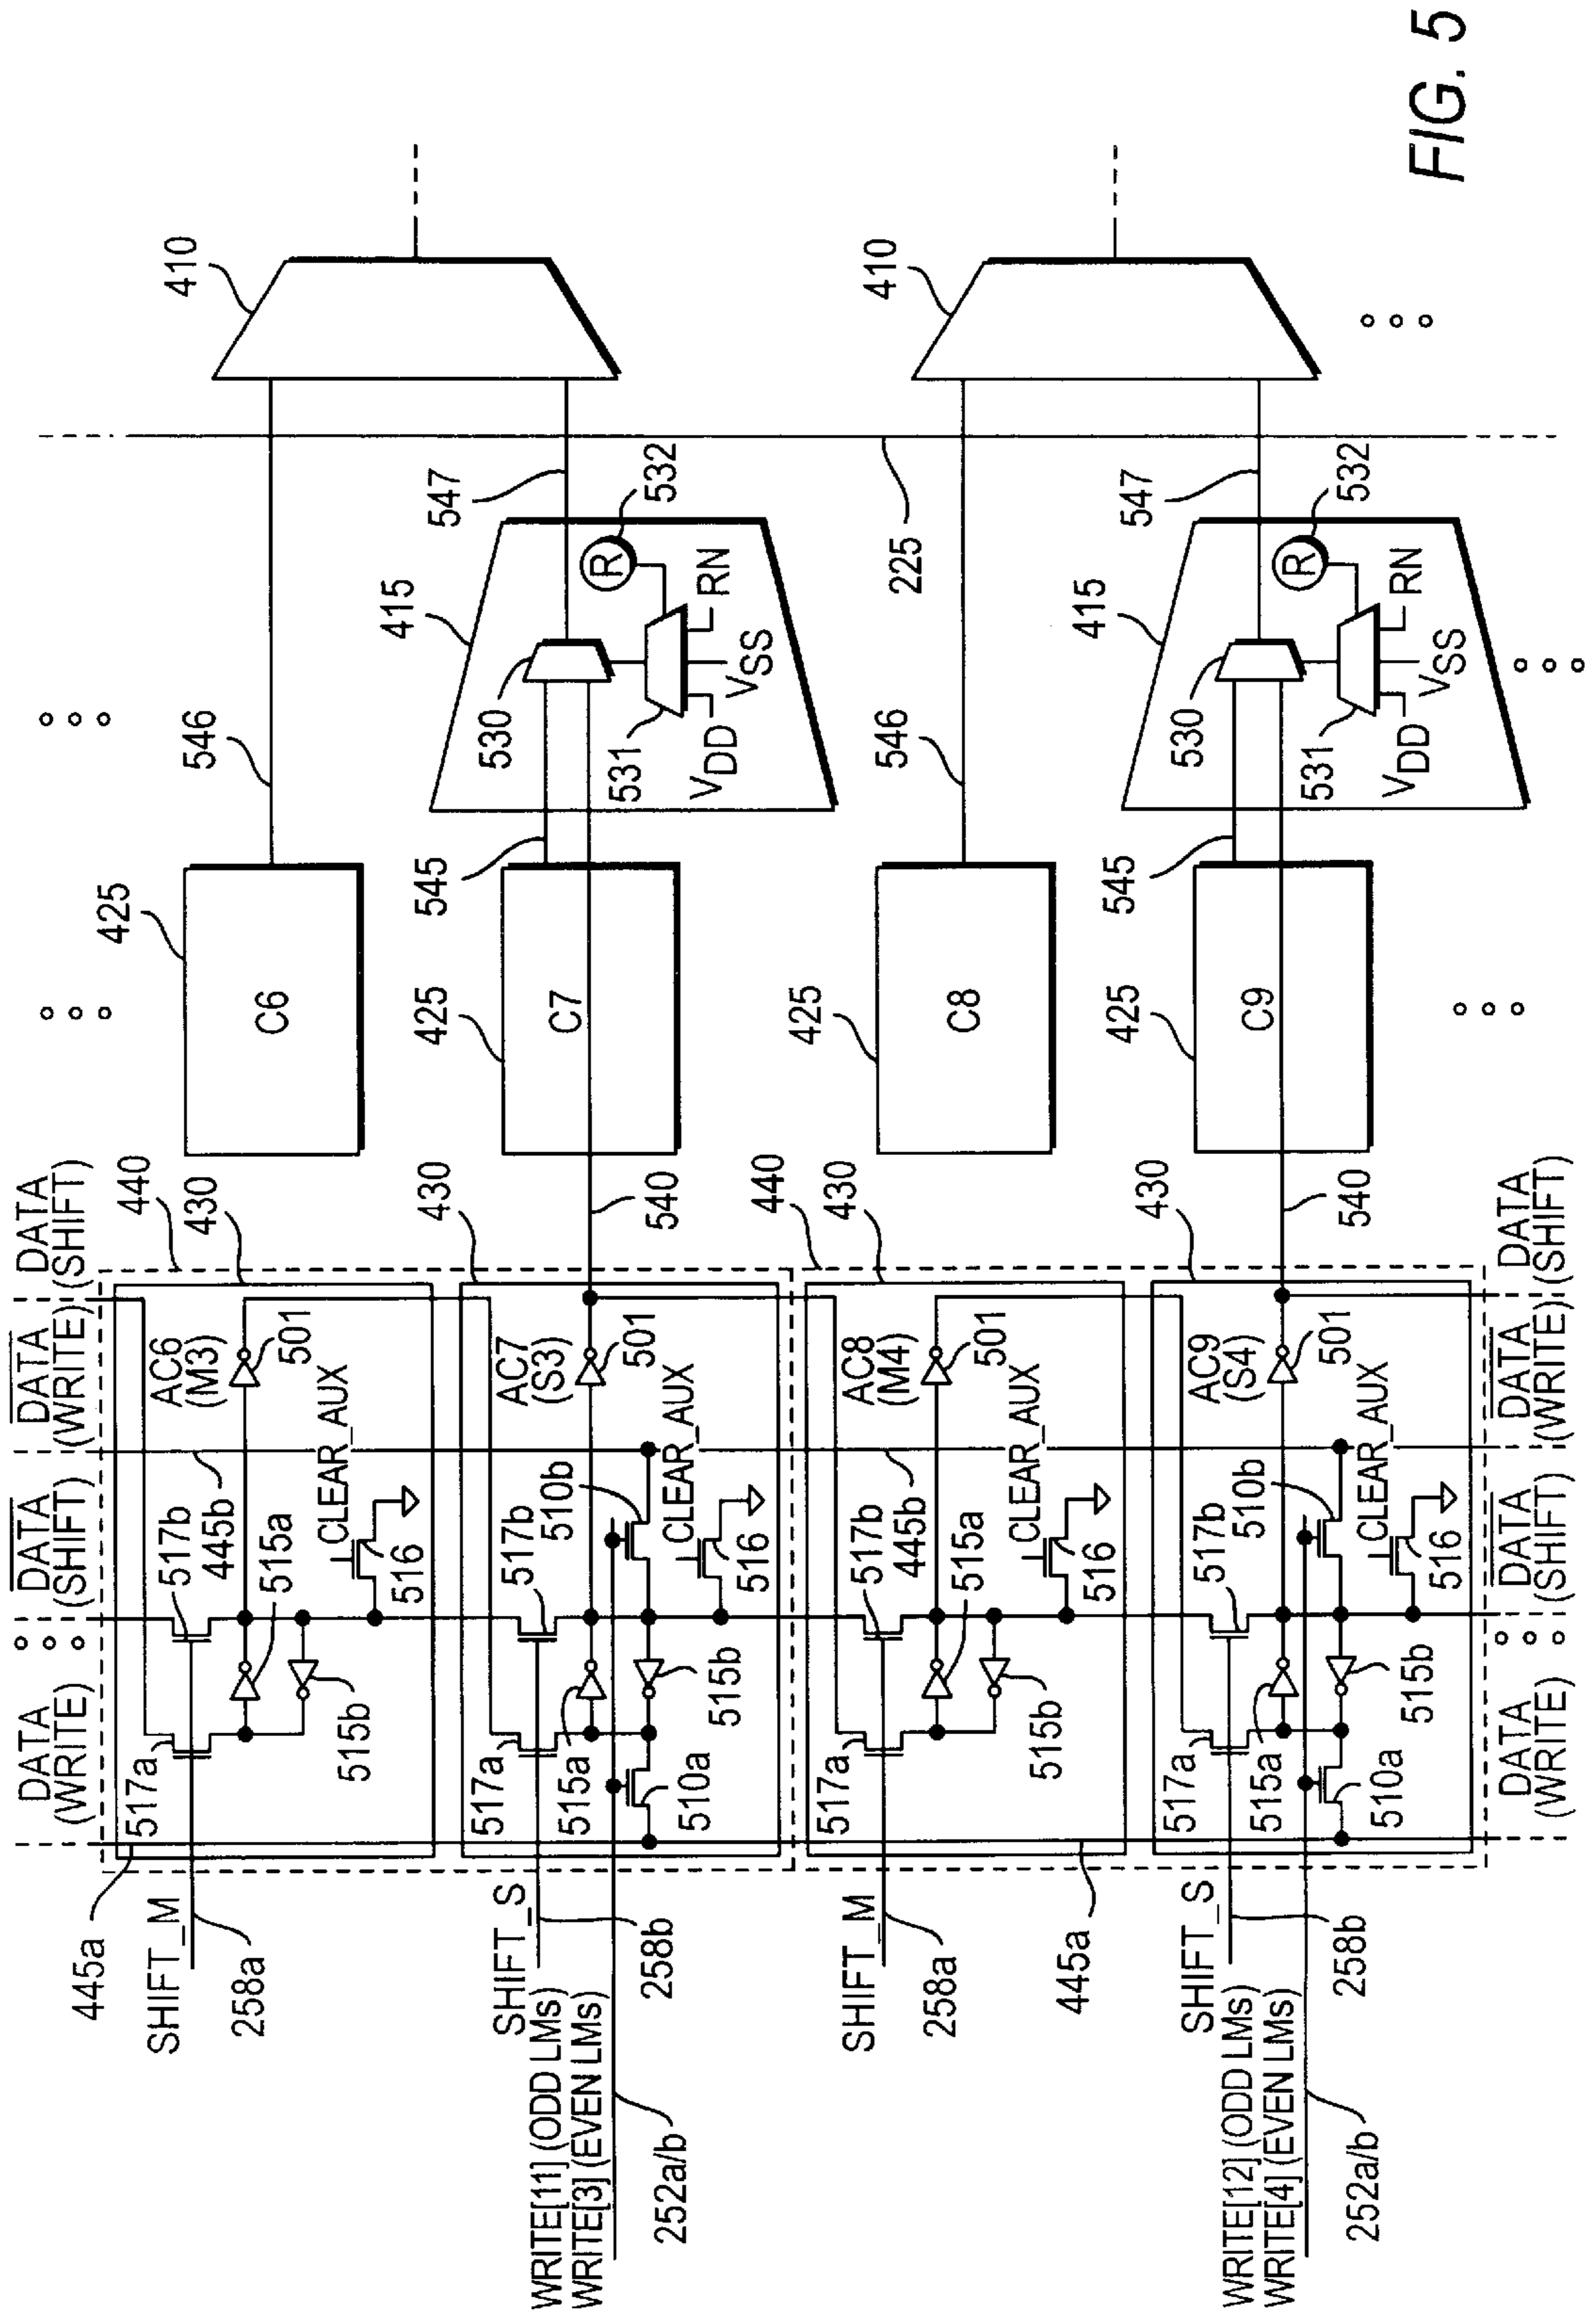 FIG. 5
410
410
547
532
225
547
532
415
R
RN
415
R
RN
546
530
531
VDD
VSS
546
530
531
VDD
VSS
425
C6
545
425
C7
425
C8
545
425
C9
DATA
(SHIFT)
440
430
430
540
440
430
430
540
DATA
(SHIFT)
DATA
(WRITE)
AC6
(M3)
501
CLEAR_AUX
AC7
(S3)
501
CLEAR_AUX
AC8
(M4)
501
CLEAR_AUX
AC9
(S4)
501
CLEAR_AUX
DATA
(WRITE)
DATA
(SHIFT)
517b
445b
515a
516
517b
510b
516
517b
445b
515a
516
517b
510b
516
DATA
(SHIFT)
DATA
(WRITE)
517a
515b
517a
515a
510a
515b
517a
515b
517a
515a
510a
515b
DATA
(WRITE)
445a
SHIFT_M
258a
SHIFT_S
258b
WRITE[11] (ODD LMs)
WRITE[3] (EVEN LMs)
252a/b
SHIFT_M
258a
445a
SHIFT_S
258b
WRITE[12] (ODD LMs)
WRITE[4] (EVEN LMs)
252a/b